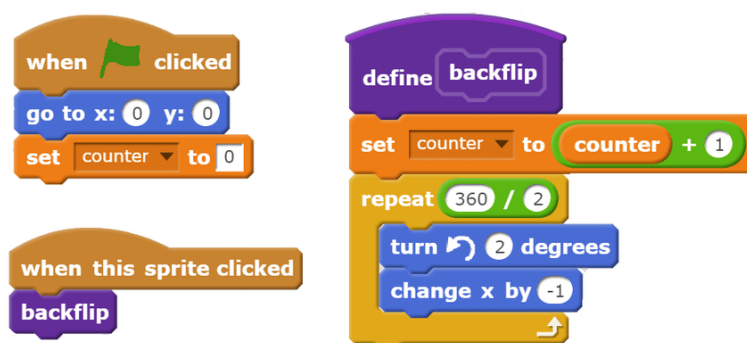 when clicked
go to x: 0 y: 0
set counter to 0
when this sprite clicked
backflip
define backflip
set counter to counter + 1
repeat 360 / 2
turn 2 degrees
change x by -1